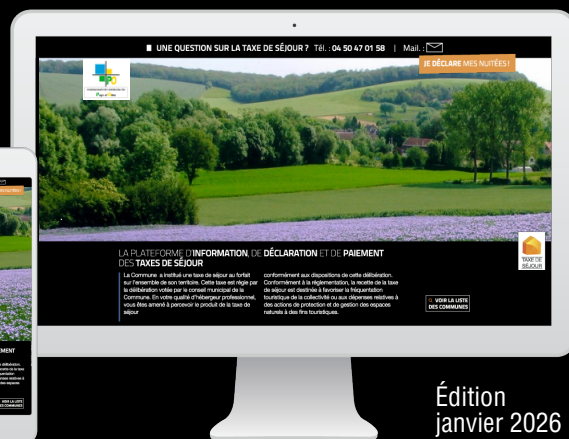 UNE QUESTION SUR LA TAXE DE SÉJOUR ? Tél. : 04 50 47 01 58 | Mail. :
JE DÉCLARE MES NUITÉES !
LA PLATEFORME D'INFORMATION, DE DÉCLARATION ET DE PAIEMENT
DES TAXES DE SÉJOUR
La Commune a institué une taxe de séjour au forfait
sur l'ensemble de son territoire. Cette taxe est régie par
la délibération votée par le conseil municipal de la
Commune. En votre qualité d'hébergeur professionnel,
vous êtes amené à percevoir le produit de la taxe de
séjour
conformément aux dispositions de cette délibération.
Conformément à la réglementation, la recette de la taxe
de séjour est destinée à favoriser la fréquentation
touristique de la collectivité ou aux dépenses relatives à
des actions de protection et de gestion des espaces
naturels à des fins touristiques.
TAXE DE
SÉJOUR
VOIR LA LISTE
DES COMMUNES
Édition
janvier 2026